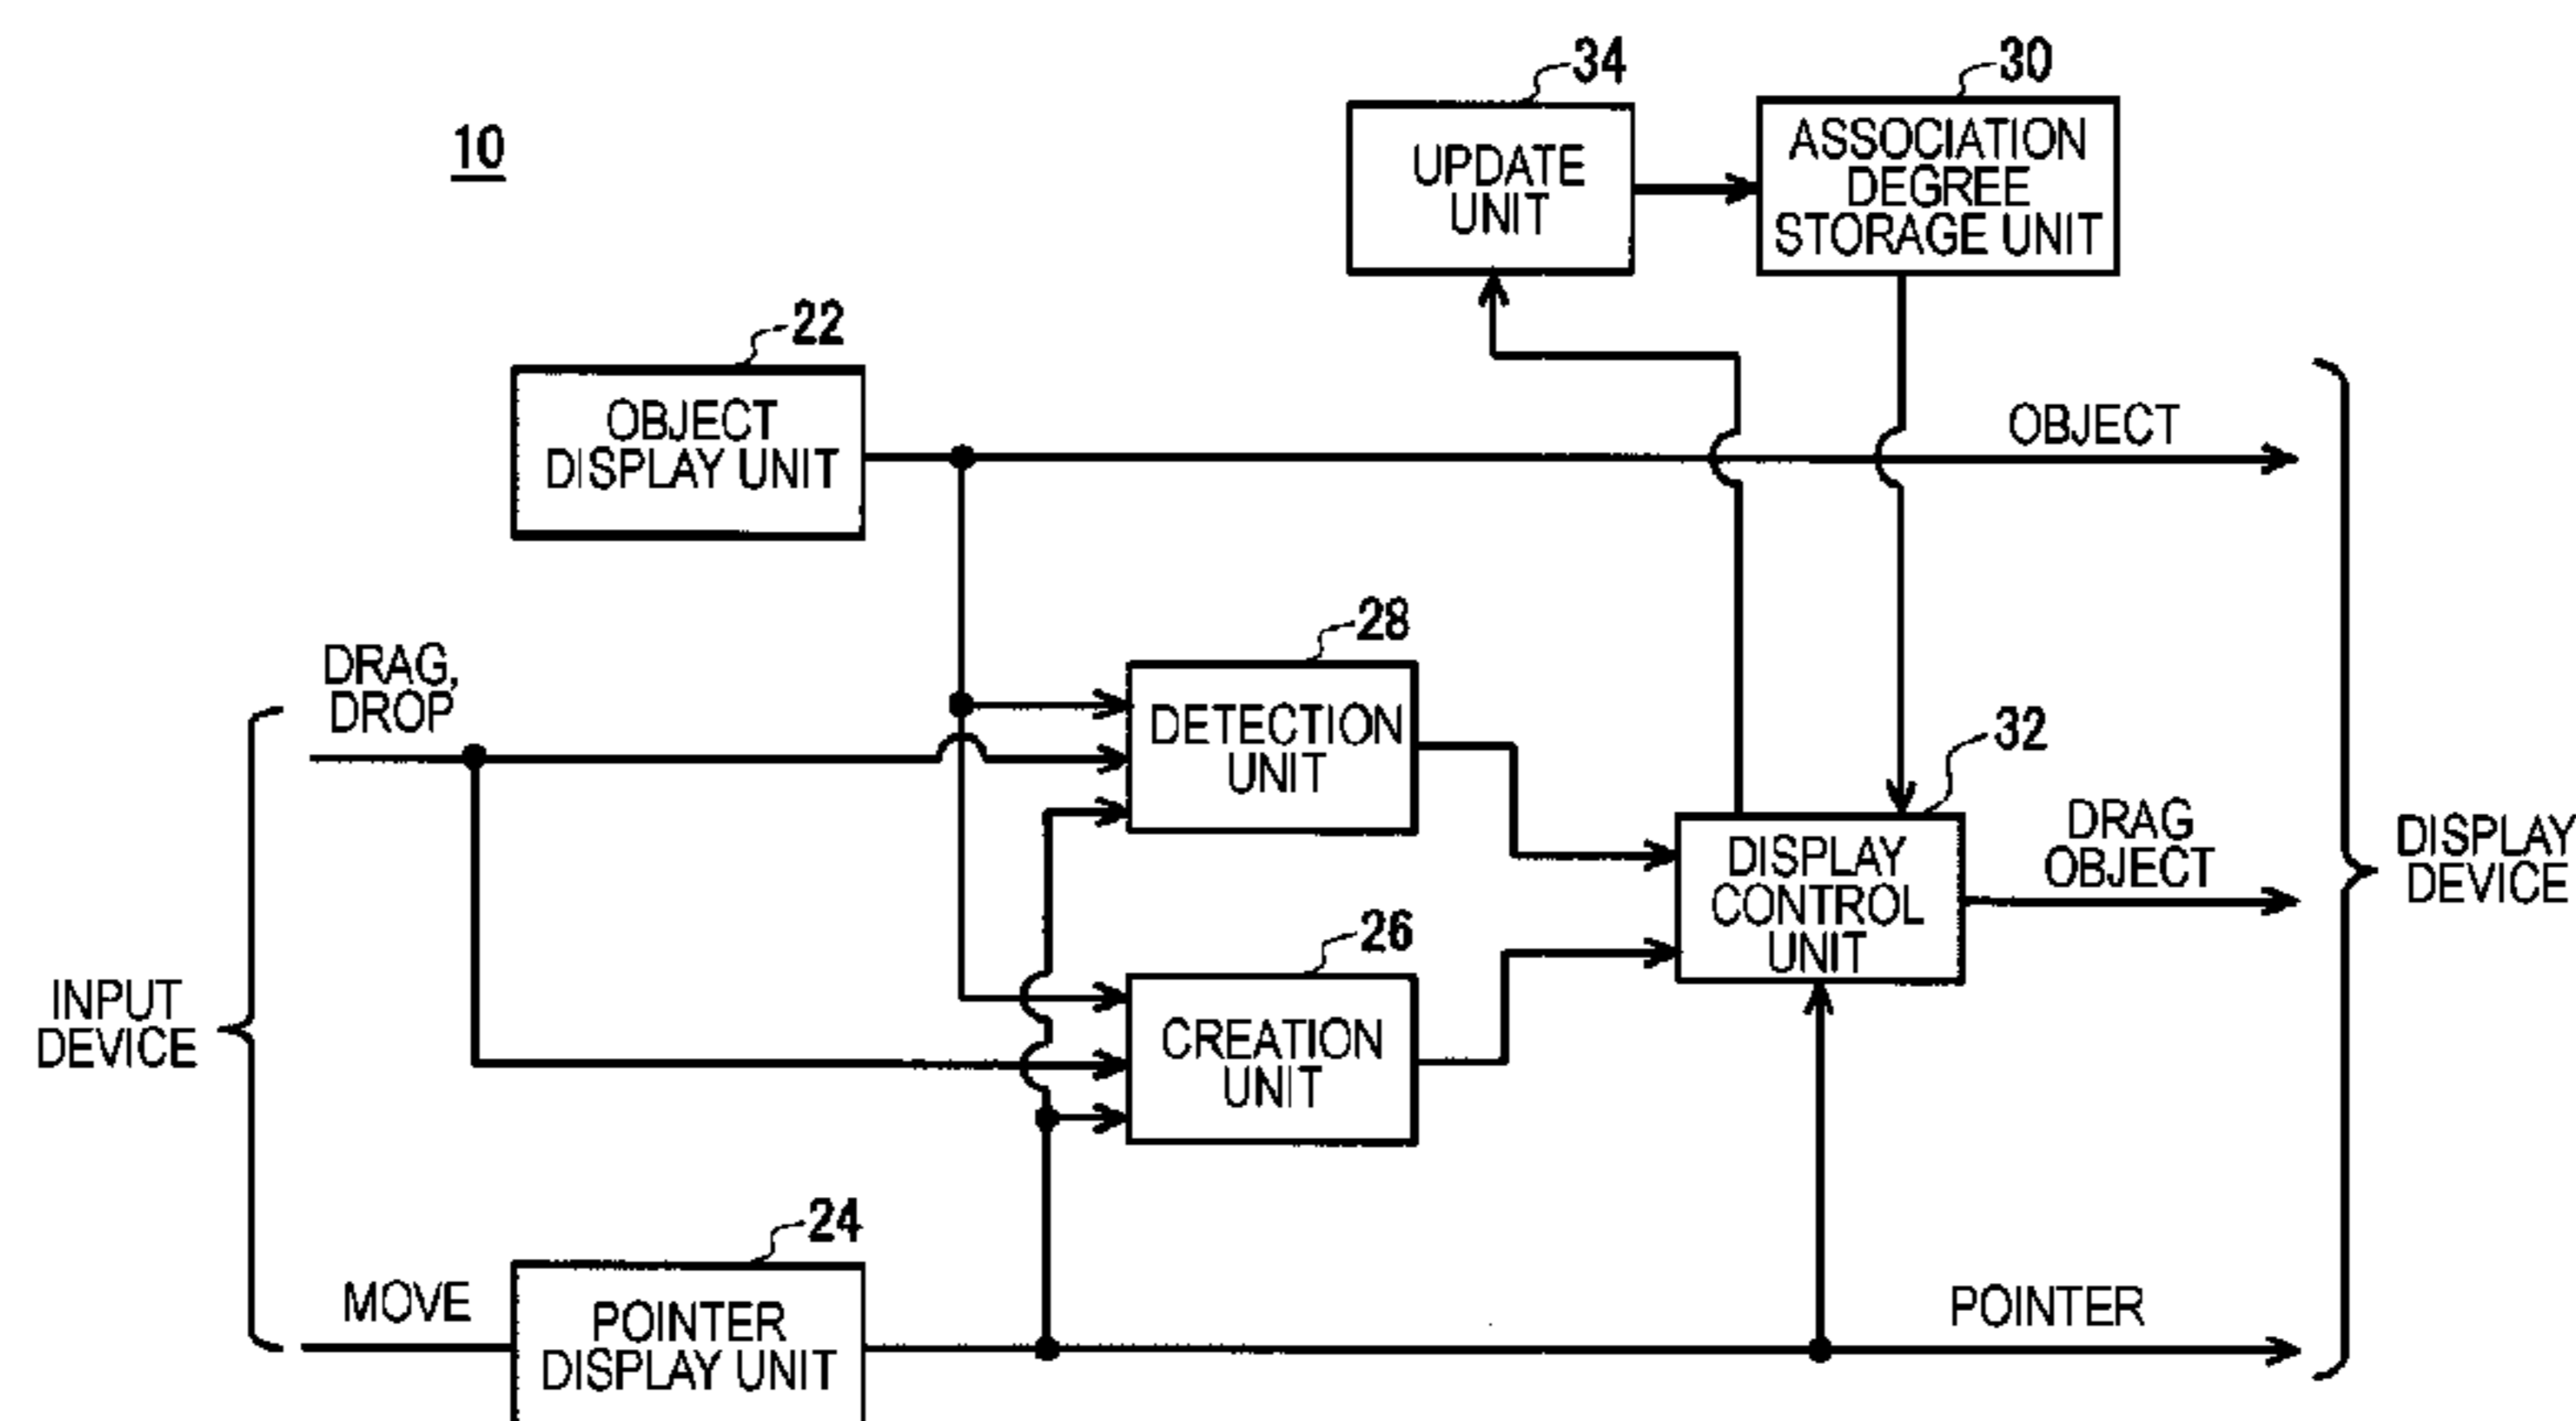 10
34
30
UPDATE
UNIT
ASSOCIATION
DEGREE
STORAGE UNIT
22
OBJECT
DISPLAY UNIT
OBJECT
28
DRAG,
DROP
DETECTION
UNIT
32
DISPLAY
CONTROL
UNIT
DRAG
OBJECT
DISPLAY
DEVICE
26
INPUT
DEVICE
CREATION
UNIT
24
MOVE
POINTER
DISPLAY UNIT
POINTER